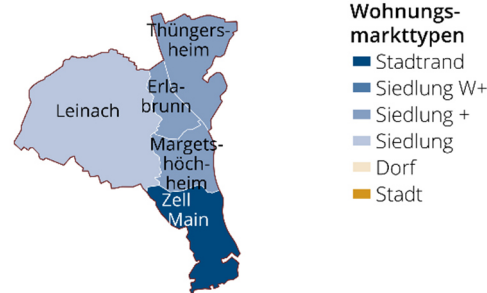 Thüngers-
heim
Erla-
brunn
Leinach
Margets-
höch-
heim
Zell
Main
Wohnungs-
markttypen
Stadtrand
Siedlung W+
Siedlung +
Siedlung
Dorf
Stadt